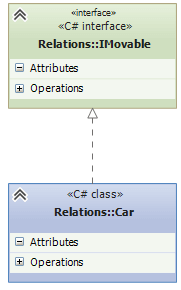 «interface»
«C# interface»
Relations::IMovable
Attributes
Operations
«C# class»
Relations::Car
Attributes
Operations